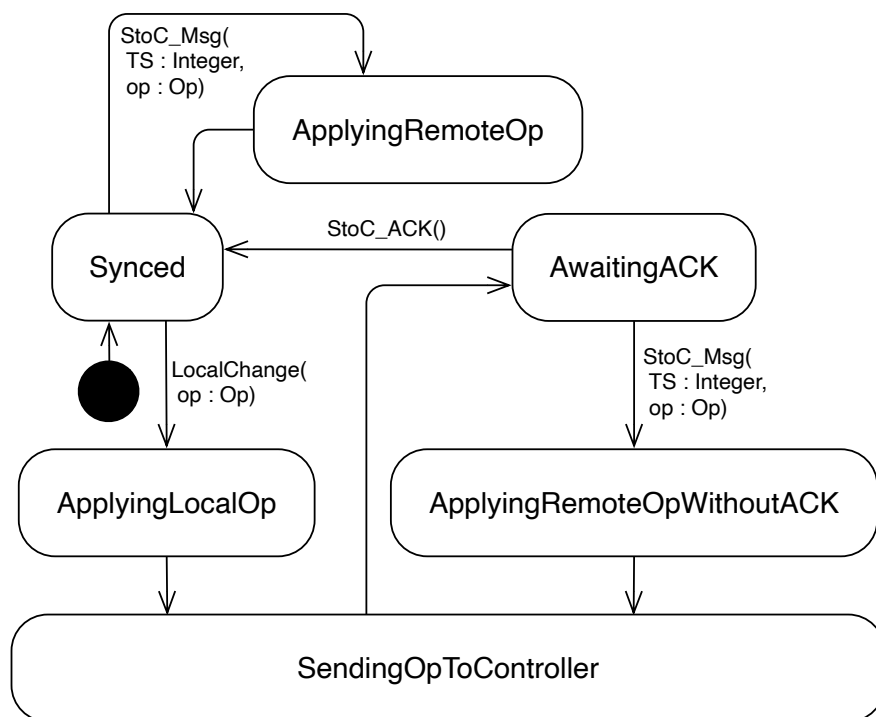 StoC_Msg(
TS : Integer,
op : Op)
ApplyingRemoteOp
StoC_ACK()
Synced
AwaitingACK
LocalChange(
op : Op)
StoC_Msg(
TS : Integer,
op : Op)
ApplyingLocalOp
ApplyingRemoteOpWithoutACK
SendingOpToController